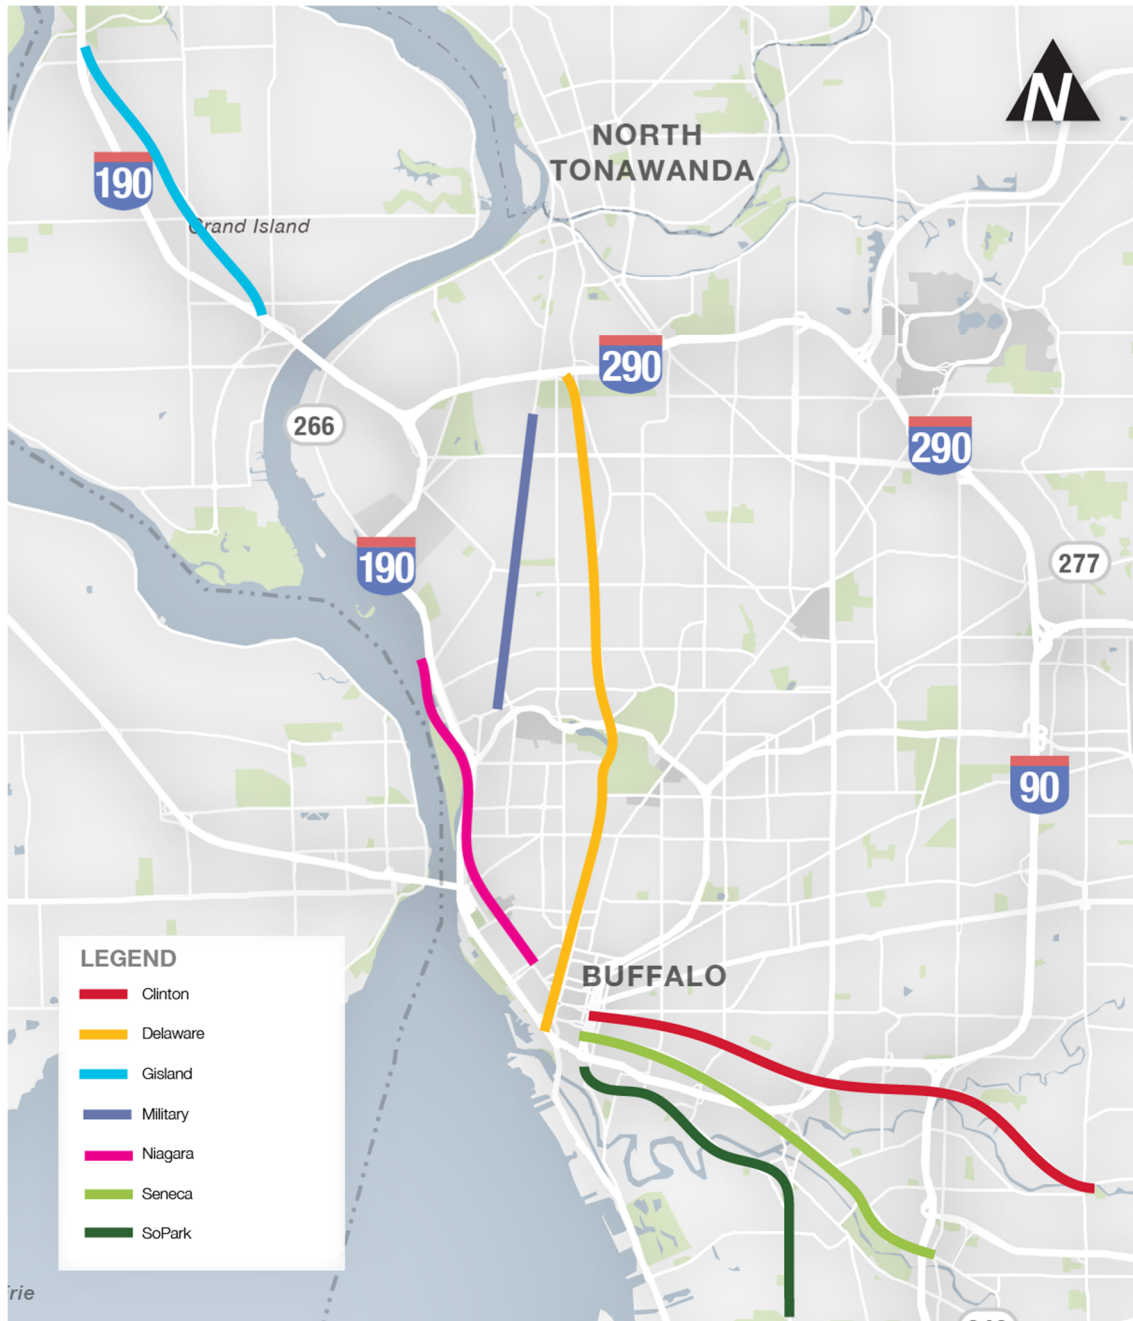 N
NORTH
TONAWANDA
190
Grand Island
290
266
290
190
277
90
LEGEND
BUFFALO
Clinton
Delaware
Gisland
Military
Niagara
Seneca
SoPark
rie